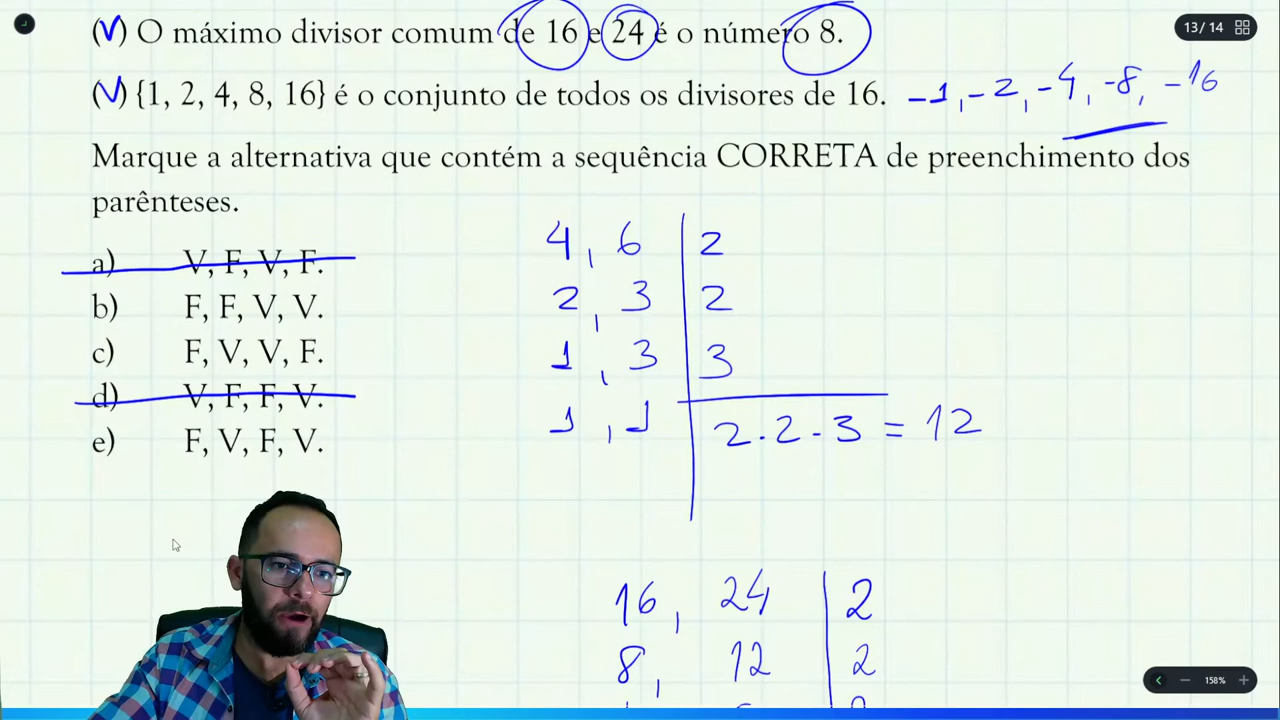 (V) O máximo divisor comum de 16 e 24 é o número 8.
13 / 14
(V) {1, 2, 4, 8, 16} é o conjunto de todos os divisores de 16. -1, -2, -4, -8, -16
Marque a alternativa que contém a sequência CORRETA de preenchimento dos
parênteses.
a) V, F, V, F.
b) F, F, V, V.
c) F, V, V, F.
d) V, F, F, V.
e) F, V, F, V.
4, 6 | 2
2, 3 | 2
1, 3 | 3
1, 1 | 2 . 2 . 3 = 12
16, 24 | 2
8, 12 | 2
158%